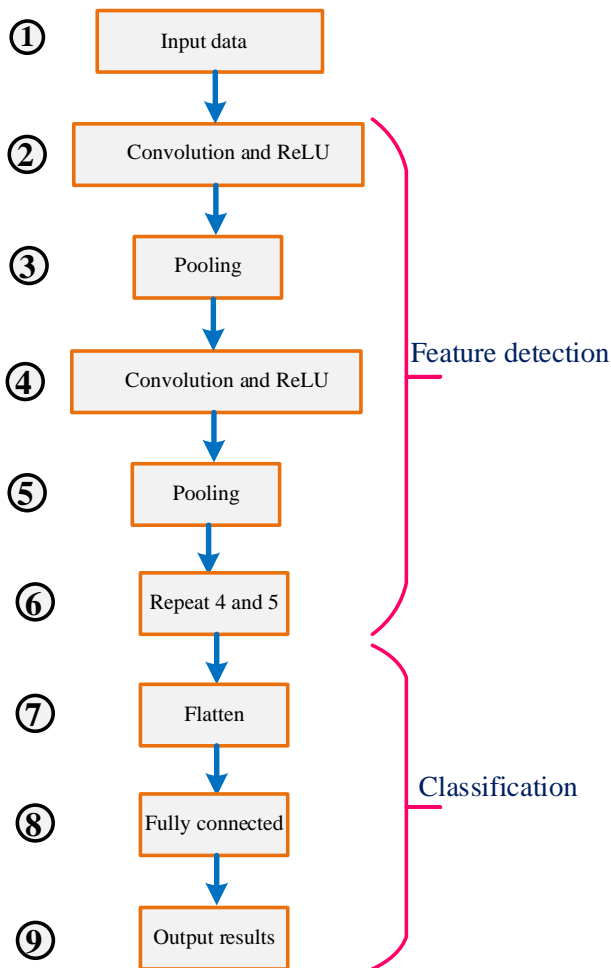 ① Input data
② Convolution and ReLU
③ Pooling
Feature detection
④ Convolution and ReLU
⑤ Pooling
⑥ Repeat 4 and 5
⑦ Flatten
Classification
⑧ Fully connected
⑨ Output results